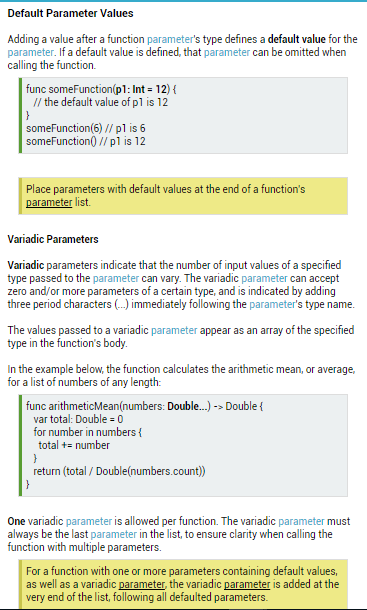 Default Parameter Values
Adding a value after a function parameter's type defines a default value for the
parameter. If a default value is defined, that parameter can be omitted when
calling the function.
func someFunction(p1: Int = 12) {
// the default value of p1 is 12
}
someFunction(6) // p1 is 6
someFunction() // p1 is 12
Place parameters with default values at the end of a function's
parameter list.
Variadic Parameters
Variadic parameters indicate that the number of input values of a specified
type passed to the parameter can vary. The variadic parameter can accept
zero and/or more parameters of a certain type, and is indicated by adding
three period characters (...) immediately following the parameter's type name.
The values passed to a variadic parameter appear as an array of the specified
type in the function's body.
In the example below, the function calculates the arithmetic mean, or average,
for a list of numbers of any length:
func arithmeticMean(numbers: Double...) -> Double {
var total: Double = 0
for number in numbers {
total += number
}
return (total / Double(numbers.count))
}
One variadic parameter is allowed per function. The variadic parameter must
always be the last parameter in the list, to ensure clarity when calling the
function with multiple parameters.
For a function with one or more parameters containing default values,
as well as a variadic parameter, the variadic parameter is added at the
very end of the list, following all defaulted parameters.